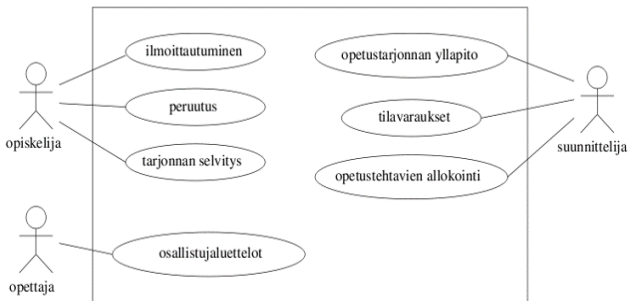 ilmoittautuminen
opetustarjonnan yllapito
peruutus
tilavaraukset
opiskelija
suunnittelija
tarjonnan selvitys
opetustehtavien allokointi
osallistujaluettelot
opettaja